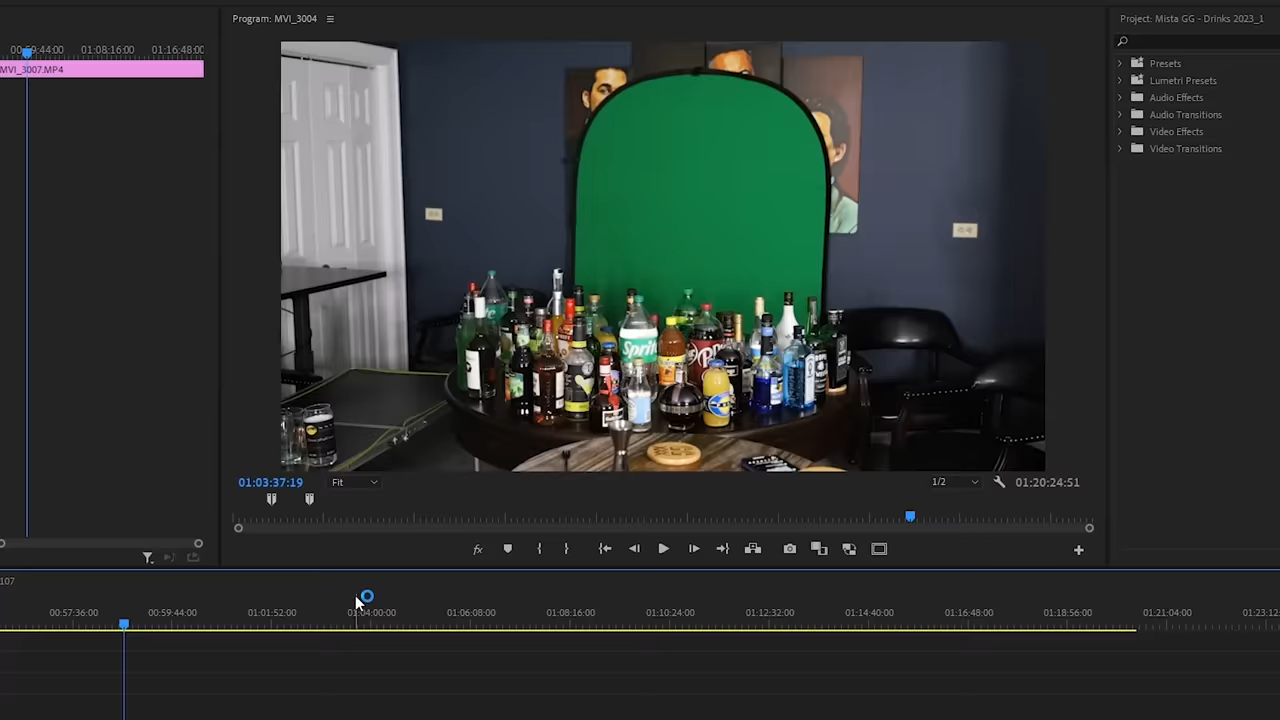 Program: MVI_3004
Project: Mista GG - Drinks 2023_1
00:59:44:00 01:08:16:00 01:16:48:00
MVI_3007.MP4
Presets
Lumetri Presets
Audio Effects
Audio Transitions
Video Effects
Video Transitions
Sprite
01:03:37:19
Fit
1/2
01:20:24:51
fx
107
00:57:36:00 00:59:44:00 01:01:52:00 01:04:00:00 01:06:08:00 01:08:16:00 01:10:24:00 01:12:32:00 01:14:40:00 01:16:48:00 01:18:56:00 01:21:04:00 01:23:12: